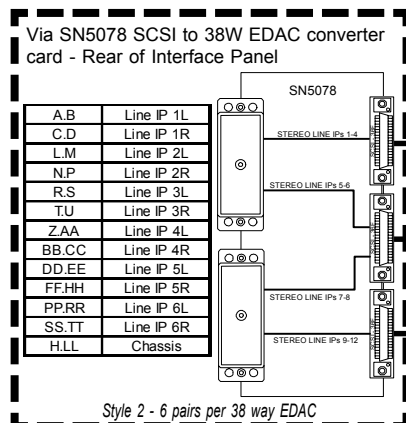 Via SN5078 SCSI to 38W EDAC converter
card - Rear of Interface Panel
SN5078
A.B Line IP 1L
C.D Line IP 1R
L.M Line IP 2L
N.P Line IP 2R
R.S Line IP 3L
T.U Line IP 3R
Z.AA Line IP 4L
BB.CC Line IP 4R
DD.EE Line IP 5L
FF.HH Line IP 5R
PP.RR Line IP 6L
SS.TT Line IP 6R
H.LL Chassis
STEREO LINE IPs 1-4
STEREO LINE IPs 5-6
STEREO LINE IPs 7-8
STEREO LINE IPs 9-12
Style 2 - 6 pairs per 38 way EDAC